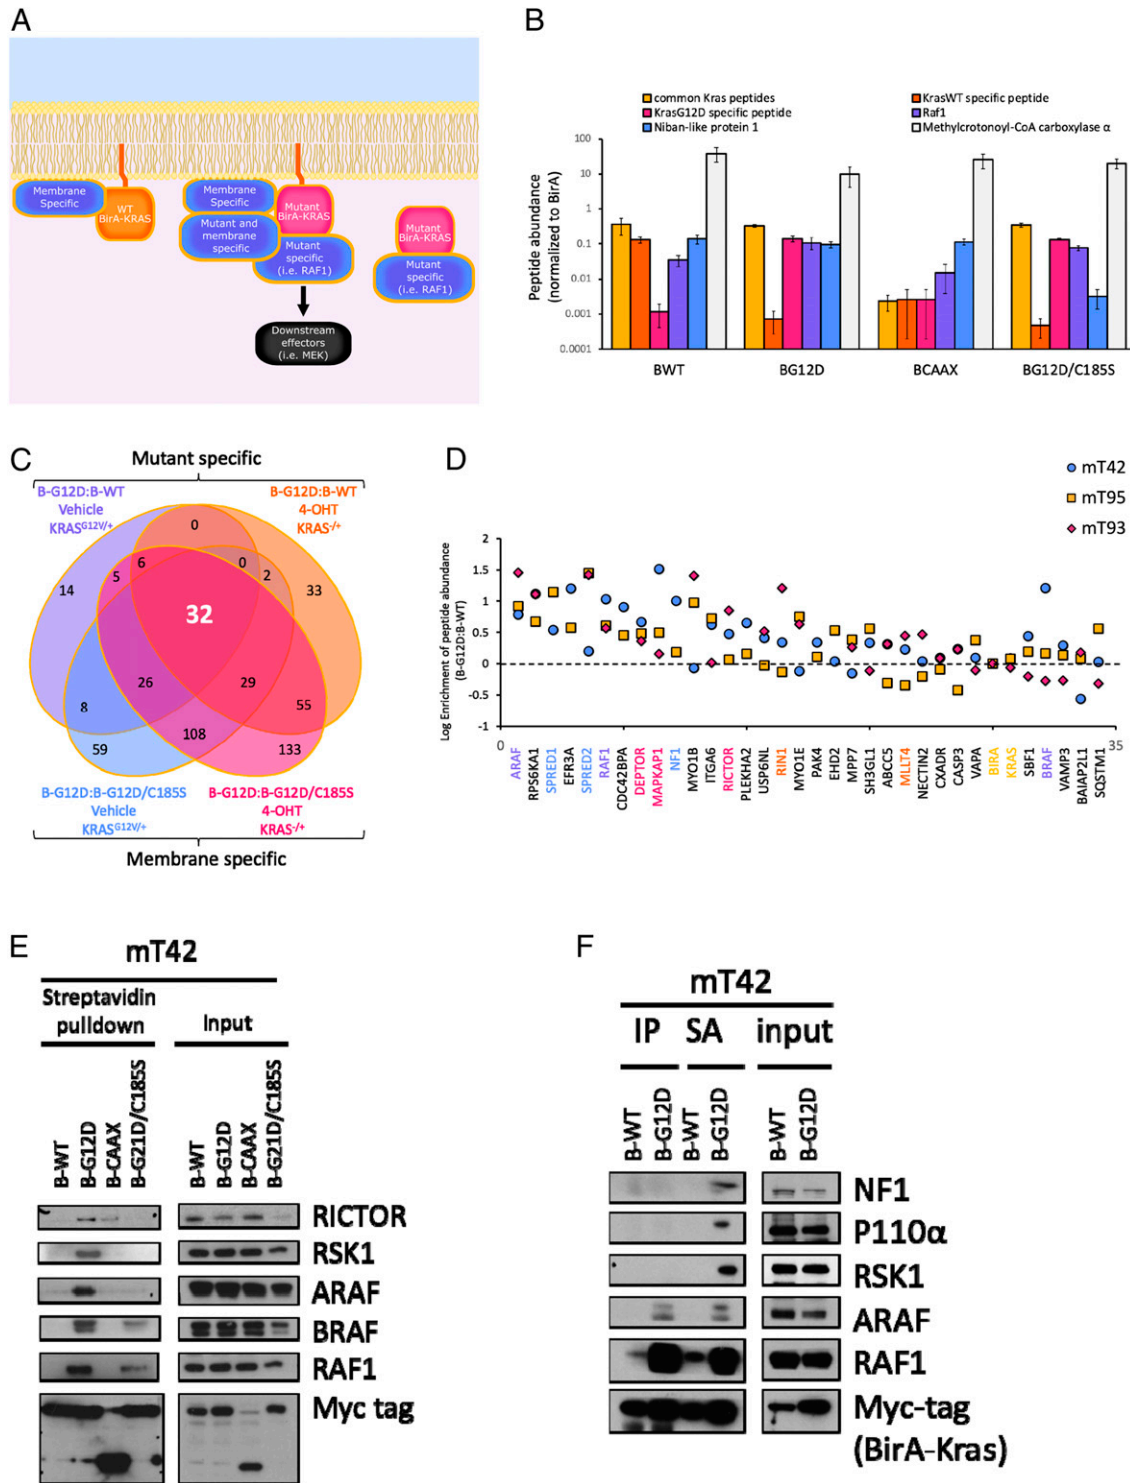 A
Membrane
Specific
WT
BirA-KRAS
Membrane
Specific
Mutant and
membrane
specific
Mutant
BirA-KRAS
Mutant
specific
(i.e. RAF1)
Downstream
effectors
(i.e. MEK)
Mutant
BirA-KRAS
Mutant
specific
(i.e. RAF1)
B
common Kras peptides
KrasWT specific peptide
KrasG12D specific peptide
Raf1
Niban-like protein 1
Methylcrotonoyl-CoA carboxylase α
Peptide abundance
(normalized to BirA)
100
10
1
0.1
0.01
0.001
0.0001
BWT
BG12D
BCAAX
BG12D/C185S
C
Mutant specific
B-G12D:B-WT
Vehicle
KRAS^G12V/+
B-G12D:B-WT
4-OHT
KRAS^-/+
0
6
0
5
2
14
33
32
26
29
8
55
108
59
133
B-G12D:B-G12D/C185S
Vehicle
KRAS^G12V/+
B-G12D:B-G12D/C185S
4-OHT
KRAS^-/+
Membrane specific
D
mT42
mT95
mT93
Log Enrichment of peptide abundance
(B-G12D:B-WT)
2
1.5
1
0.5
0
-0.5
-1
0
35
ARAF
RPS6KA1
SPRED1
EFR3A
SPRED2
RAF1
CDC42BPA
DEPTOR
MAPKAP1
NF1
MYO1B
ITGA6
RICTOR
PLEKHA2
USP6NL
RIN1
MYO1E
PAK4
EHD2
MPP7
SH3GL1
ABCC5
MLLT4
NECTIN2
CXADR
CASP3
VAPA
BIRA
KRAS
SBF1
BRAF
VAMP3
BAIAP2L1
SQSTM1
E
mT42
Streptavidin
pulldown
Input
B-WT
B-G12D
B-CAAX
B-G21D/C185S
B-WT
B-G12D
B-CAAX
B-G21D/C185S
RICTOR
RSK1
ARAF
BRAF
RAF1
Myc tag
F
mT42
IP SA input
B-WT
B-G12D
B-WT
B-G12D
B-WT
B-G12D
NF1
P110α
RSK1
ARAF
RAF1
Myc-tag
(BirA-Kras)